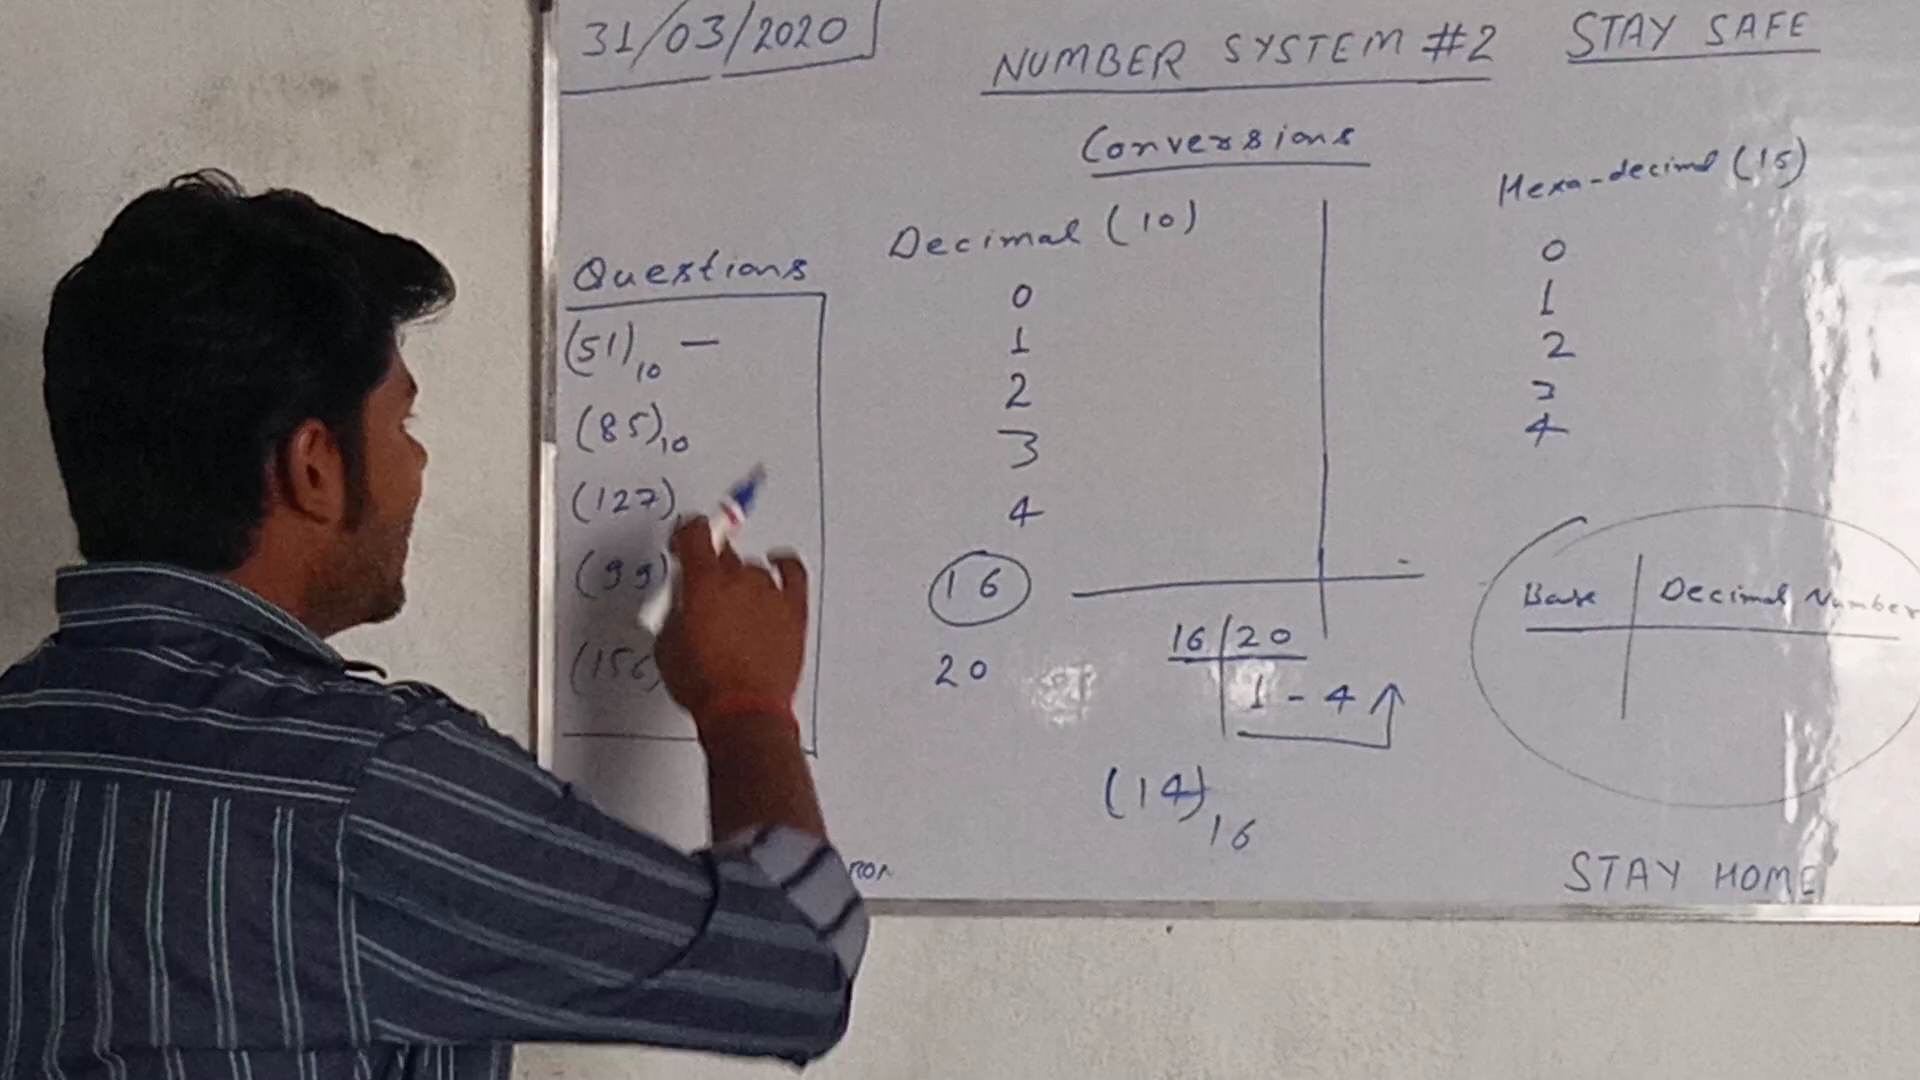 31/03/2020
NUMBER SYSTEM #2
STAY SAFE
Conversions
Questions
(51)10 —
(85)10
(127)
(99)
(156
Decimal (10)
0
1
2
3
4
16
20
16 20
1 - 4
(14)16
Hexa-decimal (15)
0
1
2
3
4
Base Decimal Number
STAY HOME